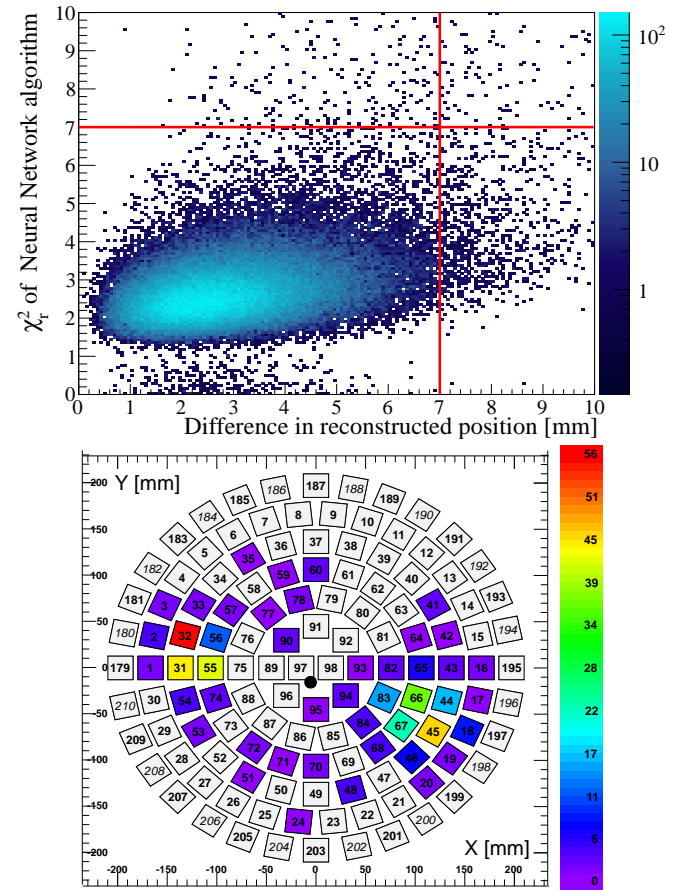 χ²ᵣ of Neural Network algorithm
10
9
8
7
6
5
4
3
2
1
0
10²
10
1
0 1 2 3 4 5 6 7 8 9 10
Difference in reconstructed position [mm]
Y [mm]
X [mm]
200
150
100
50
0
-50
-100
-150
-200
-200 -100 0 100 200
56
51
45
39
34
28
22
17
11
6
0
186 187 188
185 189
184 7 8 9 10 190
183 6 11 191
5 35 36 37 38 39 12
182 4 34 59 60 61 40 13 192
181 3 33 58 78 79 62 41 14 193
57 77 80 63
180 2 32 56 76 90 91 92 81 64 42 15 194
179 1 31 55 75 89 97 98 93 82 65 43 16 195
210 30 54 74 88 96 95 94 83 66 44 17 196
209 29 53 73 87 86 85 84 67 45 18 197
208 28 52 72 71 70 69 68 46 19 198
207 27 51 50 49 48 47 20 199
206 26 25 24 23 22 21 200
205 204 203 202 201